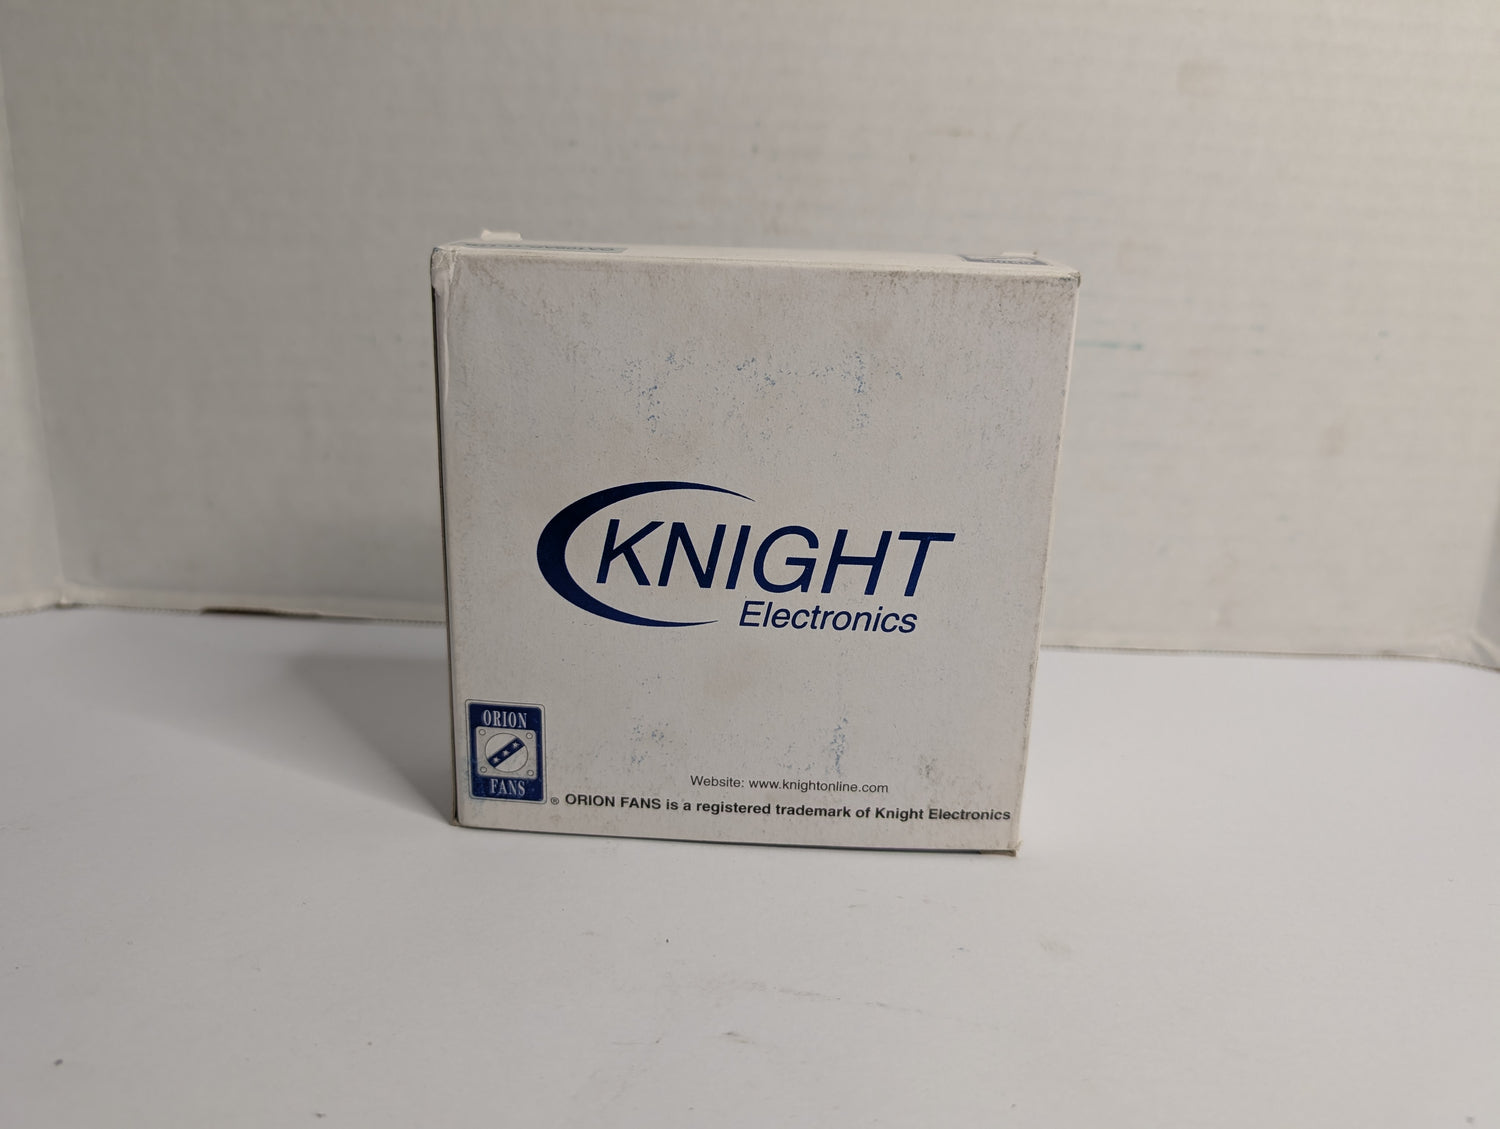 KNIGHT
Electronics
ORION
FANS
Website: www.knightonline.com
® ORION FANS is a registered trademark of Knight Electronics